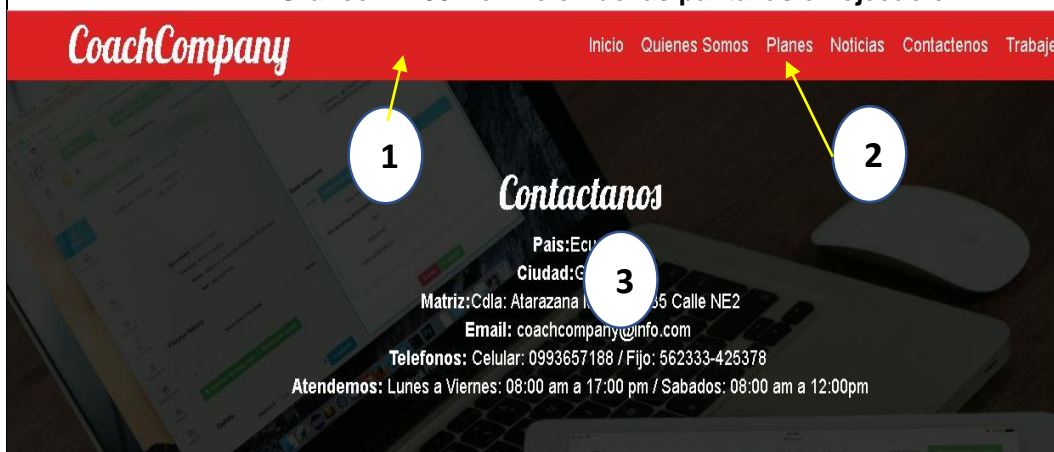 CoachCompany
Inicio Quienes Somos Planes Noticias Contactenos Trabaje
1
2
Contactanos
Pais:Ecu
Ciudad:G
3
Matriz:Cdla: Atarazana 35 Calle NE2
Email: coachcompany@info.com
Telefonos: Celular: 0993657188 / Fijo: 562333-425378
Atendemos: Lunes a Viernes: 08:00 am a 17:00 pm / Sabados: 08:00 am a 12:00pm